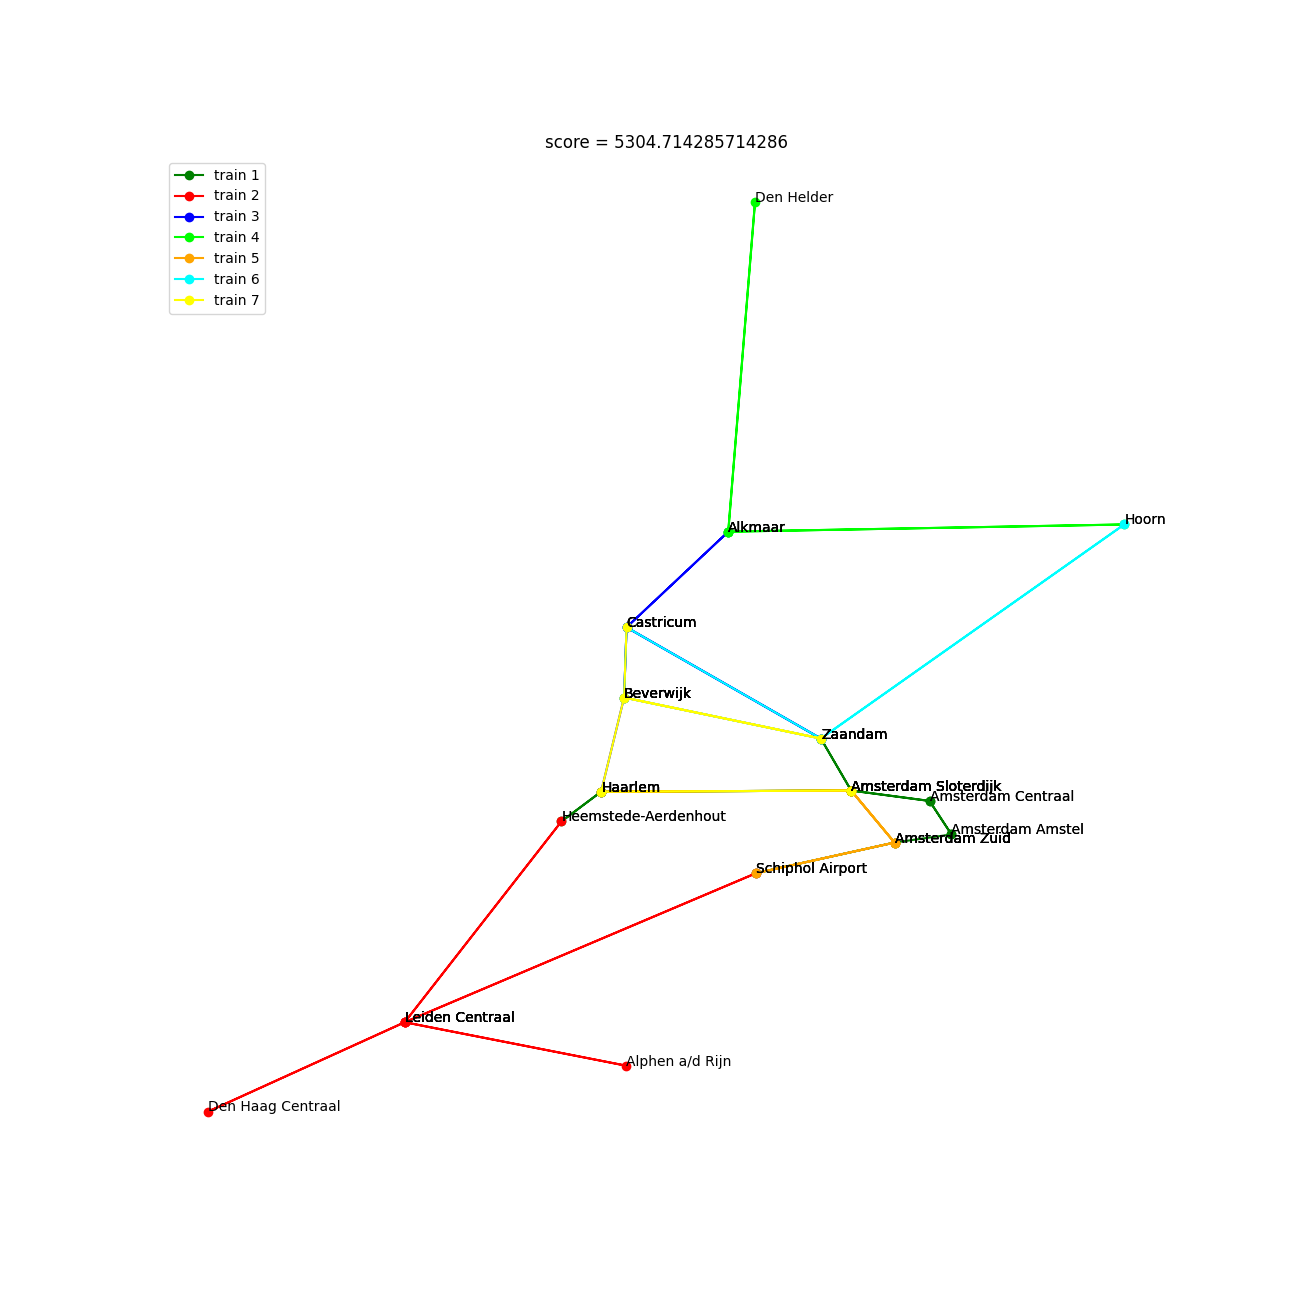 score = 5304.714285714286
train 1
train 2
train 3
train 4
train 5
train 6
train 7
Den Helder
Hoorn
Alkmaar
Castricum
Beverwijk
Zaandam
Haarlem
Amsterdam Sloterdijk
Amsterdam Centraal
Heemstede-Aerdenhout
Amsterdam Amstel
Amsterdam Zuid
Schiphol Airport
Leiden Centraal
Alphen a/d Rijn
Den Haag Centraal